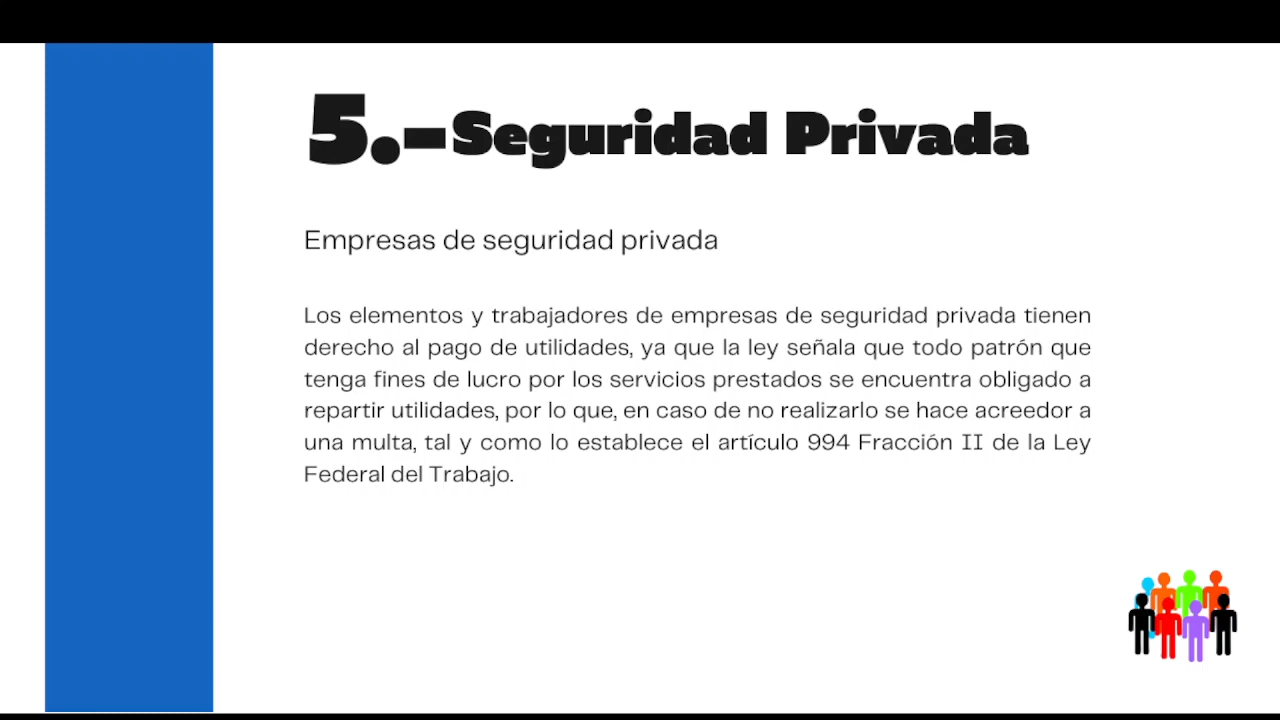 5.-Seguridad Privada
Empresas de seguridad privada
Los elementos y trabajadores de empresas de seguridad privada tienen
derecho al pago de utilidades, ya que la ley señala que todo patrón que
tenga fines de lucro por los servicios prestados se encuentra obligado a
repartir utilidades, por lo que, en caso de no realizarlo se hace acreedor a
una multa, tal y como lo establece el artículo 994 Fracción II de la Ley
Federal del Trabajo.